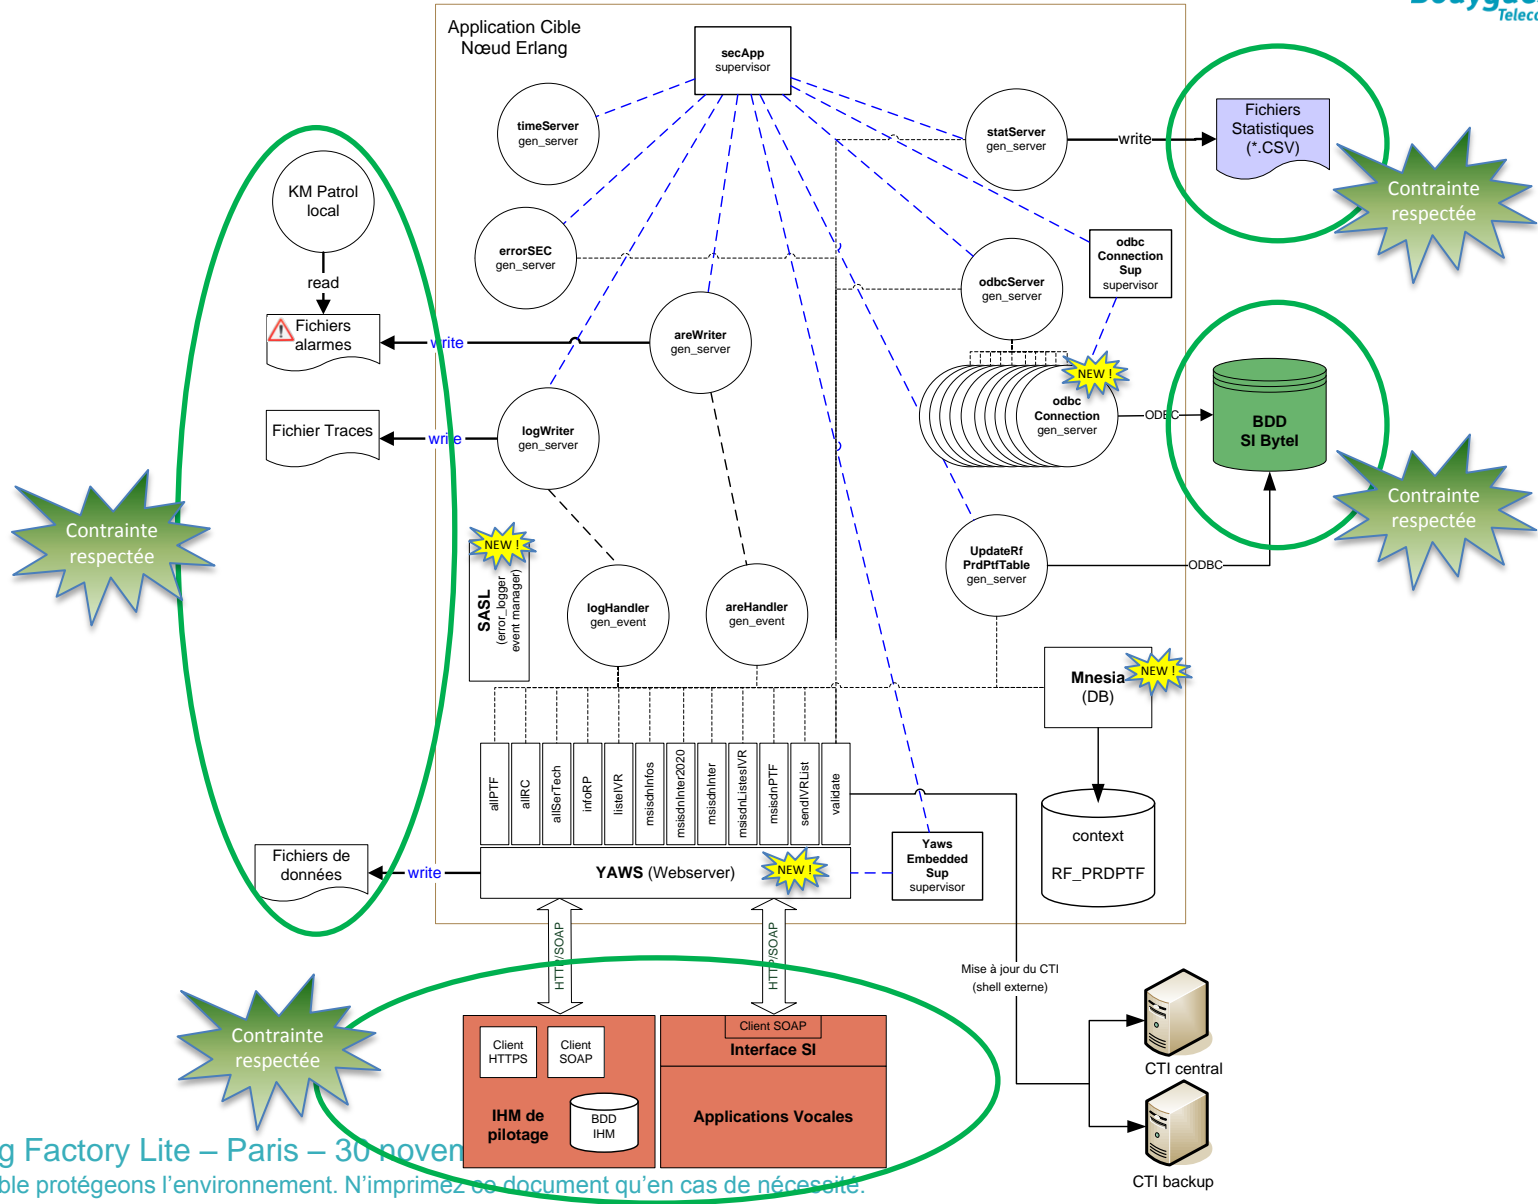 Bouygues
Telecom
Application Cible
Nœud Erlang
secApp
supervisor
timeServer
gen_server
statServer
gen_server
write
Fichiers
Statistiques
(*.CSV)
Contrainte
respectée
KM Patrol
local
read
errorSEC
gen_server
odbcServer
gen_server
odbc
Connection
Sup
supervisor
Fichiers
alarmes
write
areWriter
gen_server
NEW !
odbc
Connection
gen_server
ODBC
BDD
SI Bytel
Fichier Traces
write
logWriter
gen_server
Contrainte
respectée
Contrainte
respectée
NEW !
SASL
(error_logger
event manager)
logHandler
gen_event
areHandler
gen_event
UpdateRf
PrdPtfTable
gen_server
ODBC
Mnesia
(DB)
NEW !
allPTF
allRC
allSerTech
infoRP
listeIVR
msisdnInfos
msisdnInter2020
msisdnInter
msisdnListesIVR
msisdnPTF
sendIVRList
validate
context
RF_PRDPTF
Fichiers de
données
write
YAWS (Webserver)
NEW !
Yaws
Embedded
Sup
supervisor
HTTP/SOAP
HTTP/SOAP
Mise à jour du CTI
(shell externe)
Contrainte
respectée
Client
HTTPS
Client
SOAP
Client SOAP
Interface SI
IHM de
pilotage
BDD
IHM
Applications Vocales
CTI central
CTI backup
g Factory Lite – Paris – 30 novem
ble protégeons l'environnement. N'imprimez ce document qu'en cas de nécessité.